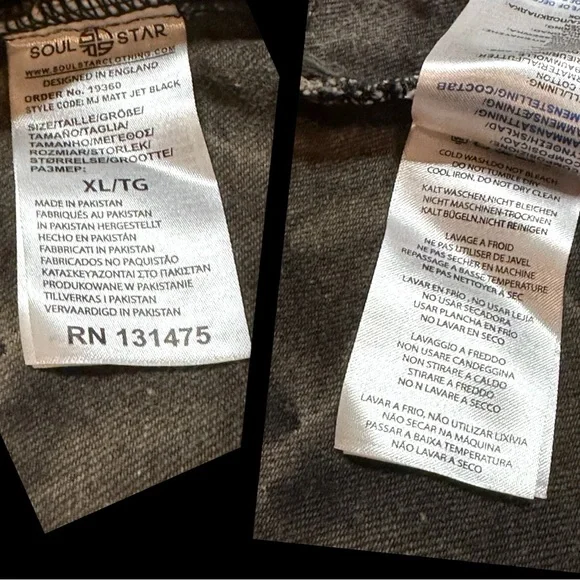 SOUL STAR
WWW.SOULSTARCLOTHING.COM
DESIGNED IN ENGLAND
ORDER No. 19360
STYLE CODE: MJ MATT JET BLACK
SIZE/TAILLE/GRÖßE/
TAMAÑO/TAGLIA/
TAMANHO/ΜΕΓΕΘΟΣ/
ROZMIAR/STORLEK/
STØRRELSE/GROOTTE/
РАЗМЕР:
XL/TG
MADE IN PAKISTAN
FABRIQUÉS AU PAKISTAN
IN PAKISTAN HERGESTELLT
HECHO EN PAKISTÁN
FABBRICATI IN PAKISTAN
FABRICADOS NO PAQUISTÃO
ΚΑΤΑΣΚΕΥΑΖΟΝΤΑΙ ΣΤΟ ΠΑΚΙΣΤΑΝ
PRODUKOWANE W PAKISTANIE
TILLVERKAS I PAKISTAN
VERVAARDIGD IN PAKISTAN
RN 131475
COTTON:
MENSTELLING/СОСТАВ
COLD WASH.DO NOT BLEACH
DO NOT TUMBLE DRY
COOL IRON. DO NOT DRY CLEAN
KALT WASCHEN,NICHT BLEICHEN
NICHT MASCHINEN-TROCKNEN
KALT BÜGELN,NICHT REINIGEN
LAVAGE A FROID
NE PAS UTILISER DE JAVEL
NE PAS SECHER EN MACHINE
REPASSAGE A BASSE TEMPERATURE
NE PAS NETTOYER À SEC
LAVAR EN FRIO . NO USAR LEJIA
NO USAR SECADORA
USAR PLANCHA EN FRIO
NO LAVAR EN SECO
LAVAGGIO A FREDDO
NON USARE CANDEGGINA
NON STIRARE A CALDO
STIRARE A FREDDO
NO N LAVARE A SECCO
LAVAR A FRIO, NÃO UTILIZAR LIXÍVIA
NÃO SECAR NA MÁQUINA
PASSAR A BAIXA TEMPERATURA
NÃO LAVAR A SECO